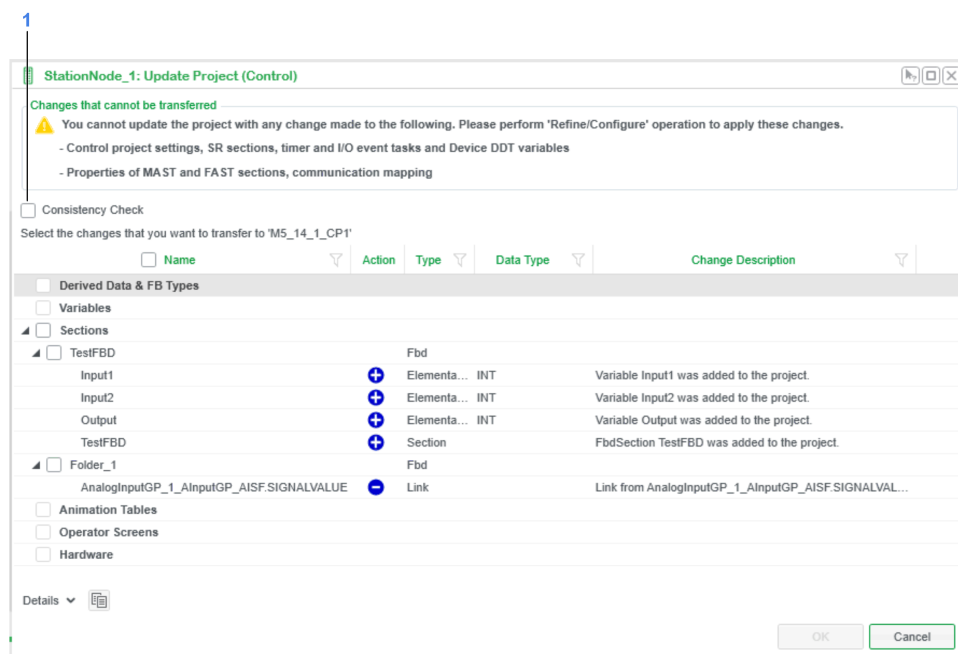 1
StationNode_1: Update Project (Control)
Changes that cannot be transferred
You cannot update the project with any change made to the following. Please perform 'Refine/Configure' operation to apply these changes.
- Control project settings, SR sections, timer and I/O event tasks and Device DDT variables
- Properties of MAST and FAST sections, communication mapping
Consistency Check
Select the changes that you want to transfer to 'M5_14_1_CP1'
Name Action Type Data Type Change Description
Derived Data & FB Types
Variables
Sections
TestFBD Fbd
Input1 Elementa... INT Variable Input1 was added to the project.
Input2 Elementa... INT Variable Input2 was added to the project.
Output Elementa... INT Variable Output was added to the project.
TestFBD Section FbdSection TestFBD was added to the project.
Folder_1 Fbd
AnalogInputGP_1_AInputGP_AISF.SIGNALVALUE Link Link from AnalogInputGP_1_AInputGP_AISF.SIGNALVAL...
Animation Tables
Operator Screens
Hardware
Details
OK Cancel